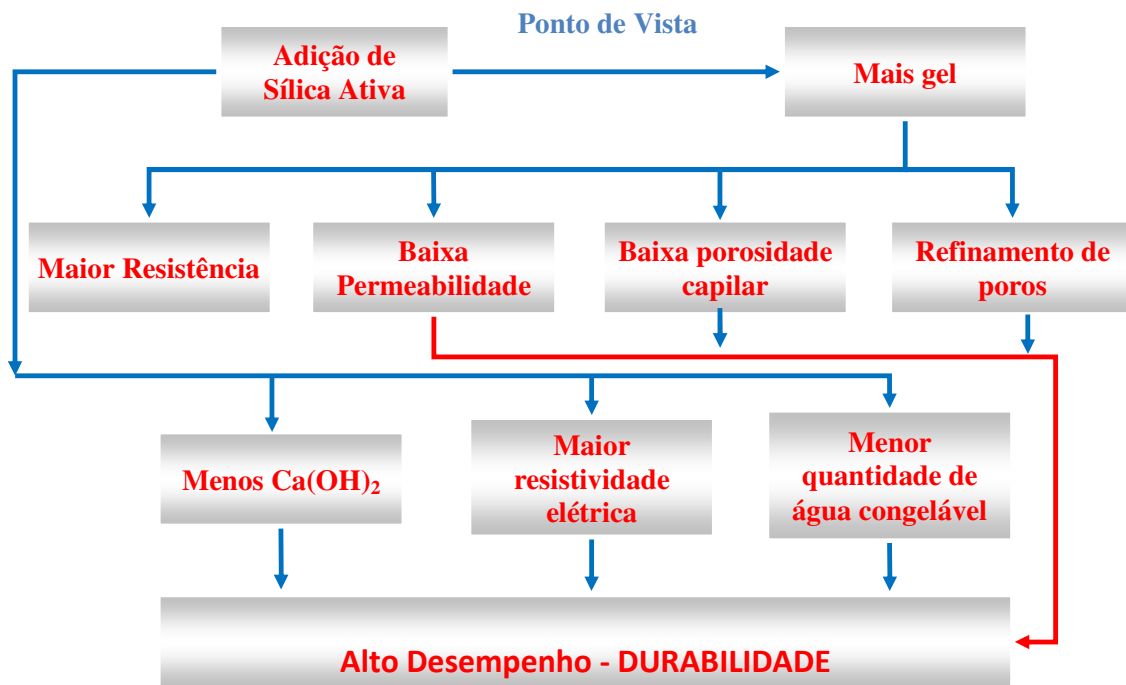 Ponto de Vista
Adição de
Sílica Ativa
Mais gel
Maior Resistência
Baixa
Permeabilidade
Baixa porosidade
capilar
Refinamento de
poros
Menos Ca(OH)₂
Maior
resistividade
elétrica
Menor
quantidade de
água congelável
Alto Desempenho - DURABILIDADE